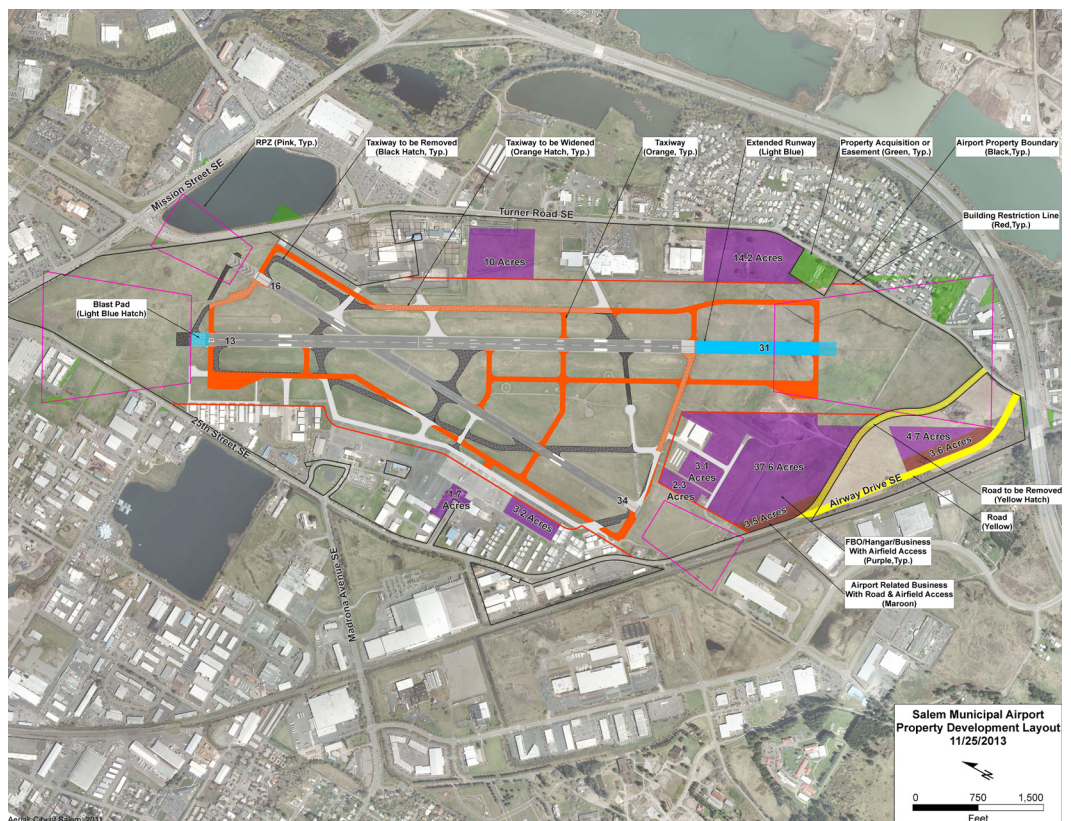 RPZ (Pink, Typ.)
Taxiway to be Removed
(Black Hatch, Typ.)
Taxiway to be Widened
(Orange Hatch, Typ.)
Taxiway
(Orange, Typ.)
Extended Runway
(Light Blue)
Property Acquisition or
Easement (Green, Typ.)
Airport Property Boundary
(Black,Typ.)
Building Restriction Line
(Red,Typ.)
Mission Street SE
Turner Road SE
10 Acres
14.2 Acres
16
Blast Pad
(Light Blue Hatch)
13
31
25th Street SE
4.7 Acres
3.6 Acres
3.1
Acres
2.3
Acres
37.6 Acres
Airway Drive SE
1.7
Acres
3.2 Acres
34
3.5 Acres
Road to be Removed
(Yellow Hatch)
Road
(Yellow)
FBO/Hangar/Business
With Airfield Access
(Purple,Typ.)
Airport Related Business
With Road & Airfield Access
(Maroon)
Madrona Avenue SE
Salem Municipal Airport
Property Development Layout
11/25/2013
0 750 1,500
Feet
Aerial: City of Salem, 2011